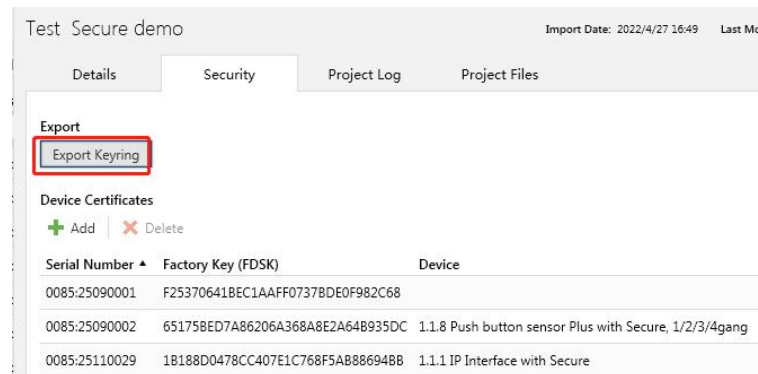 Test Secure demo Import Date: 2022/4/27 16:49 Last Mo
Details Security Project Log Project Files
Export
Export Keyring
Device Certificates
Add Delete
Serial Number Factory Key (FDSK) Device
0085:25090001 F25370641BEC1AAFF0737BDE0F982C68
0085:25090002 65175BED7A86206A368A8E2A64B935DC 1.1.8 Push button sensor Plus with Secure, 1/2/3/4gang
0085:25110029 1B188D0478CC407E1C768F5AB88694BB 1.1.1 IP Interface with Secure